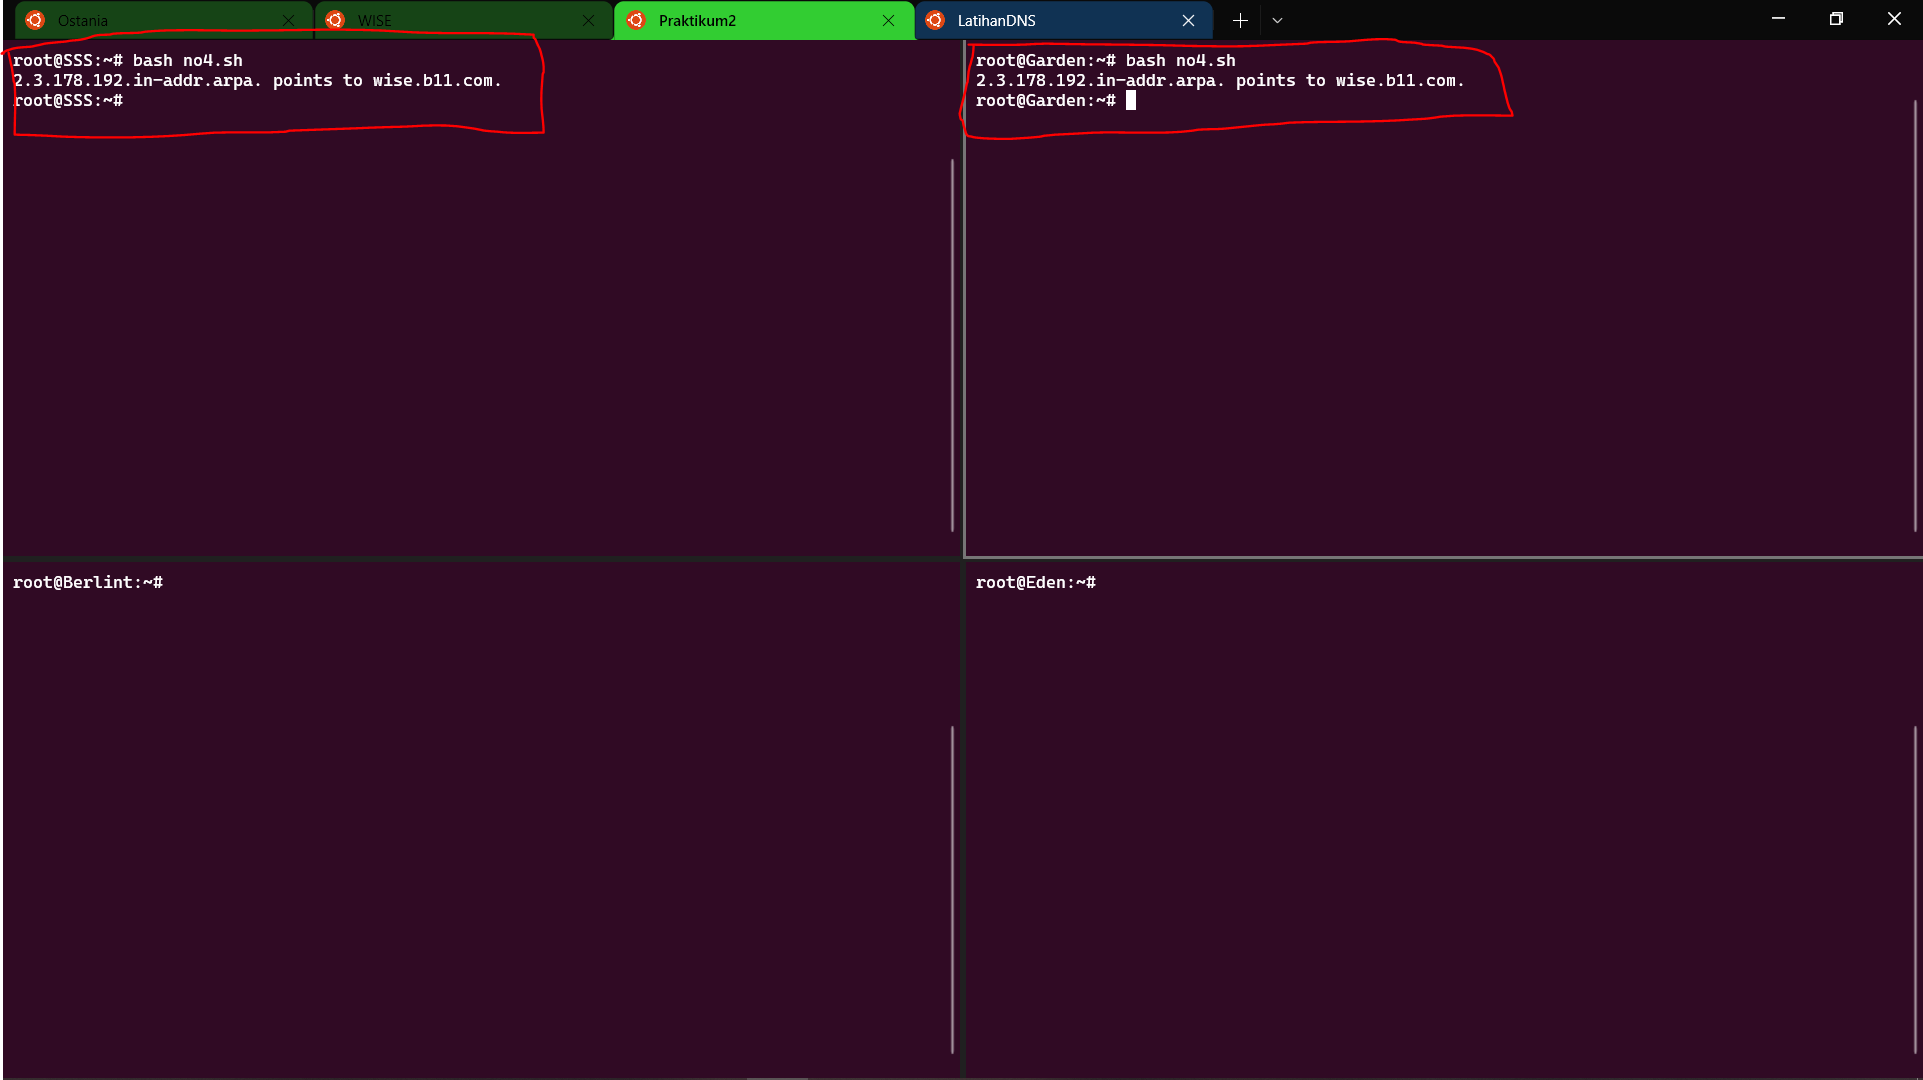 Ostania
WISE
Praktikum2
LatihanDNS
root@SSS:~# bash no4.sh
2.3.178.192.in-addr.arpa. points to wise.b11.com.
root@SSS:~#
root@Garden:~# bash no4.sh
2.3.178.192.in-addr.arpa. points to wise.b11.com.
root@Garden:~#
root@Berlint:~#
root@Eden:~#